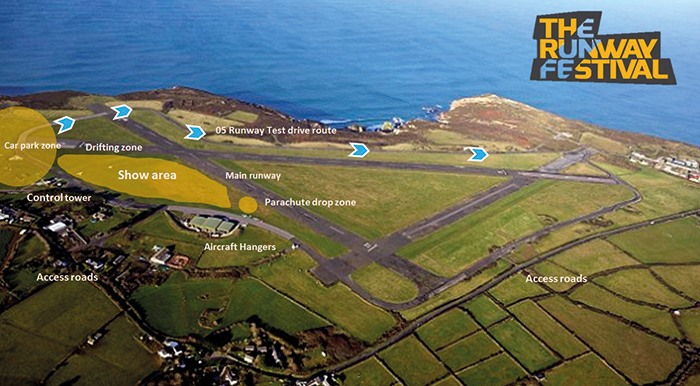 THE
RUNWAY
FESTIVAL
05 Runway Test drive route
Car park zone
Drifting zone
Show area
Main runway
Control tower
Parachute drop zone
Aircraft Hangers
Access roads
Access roads